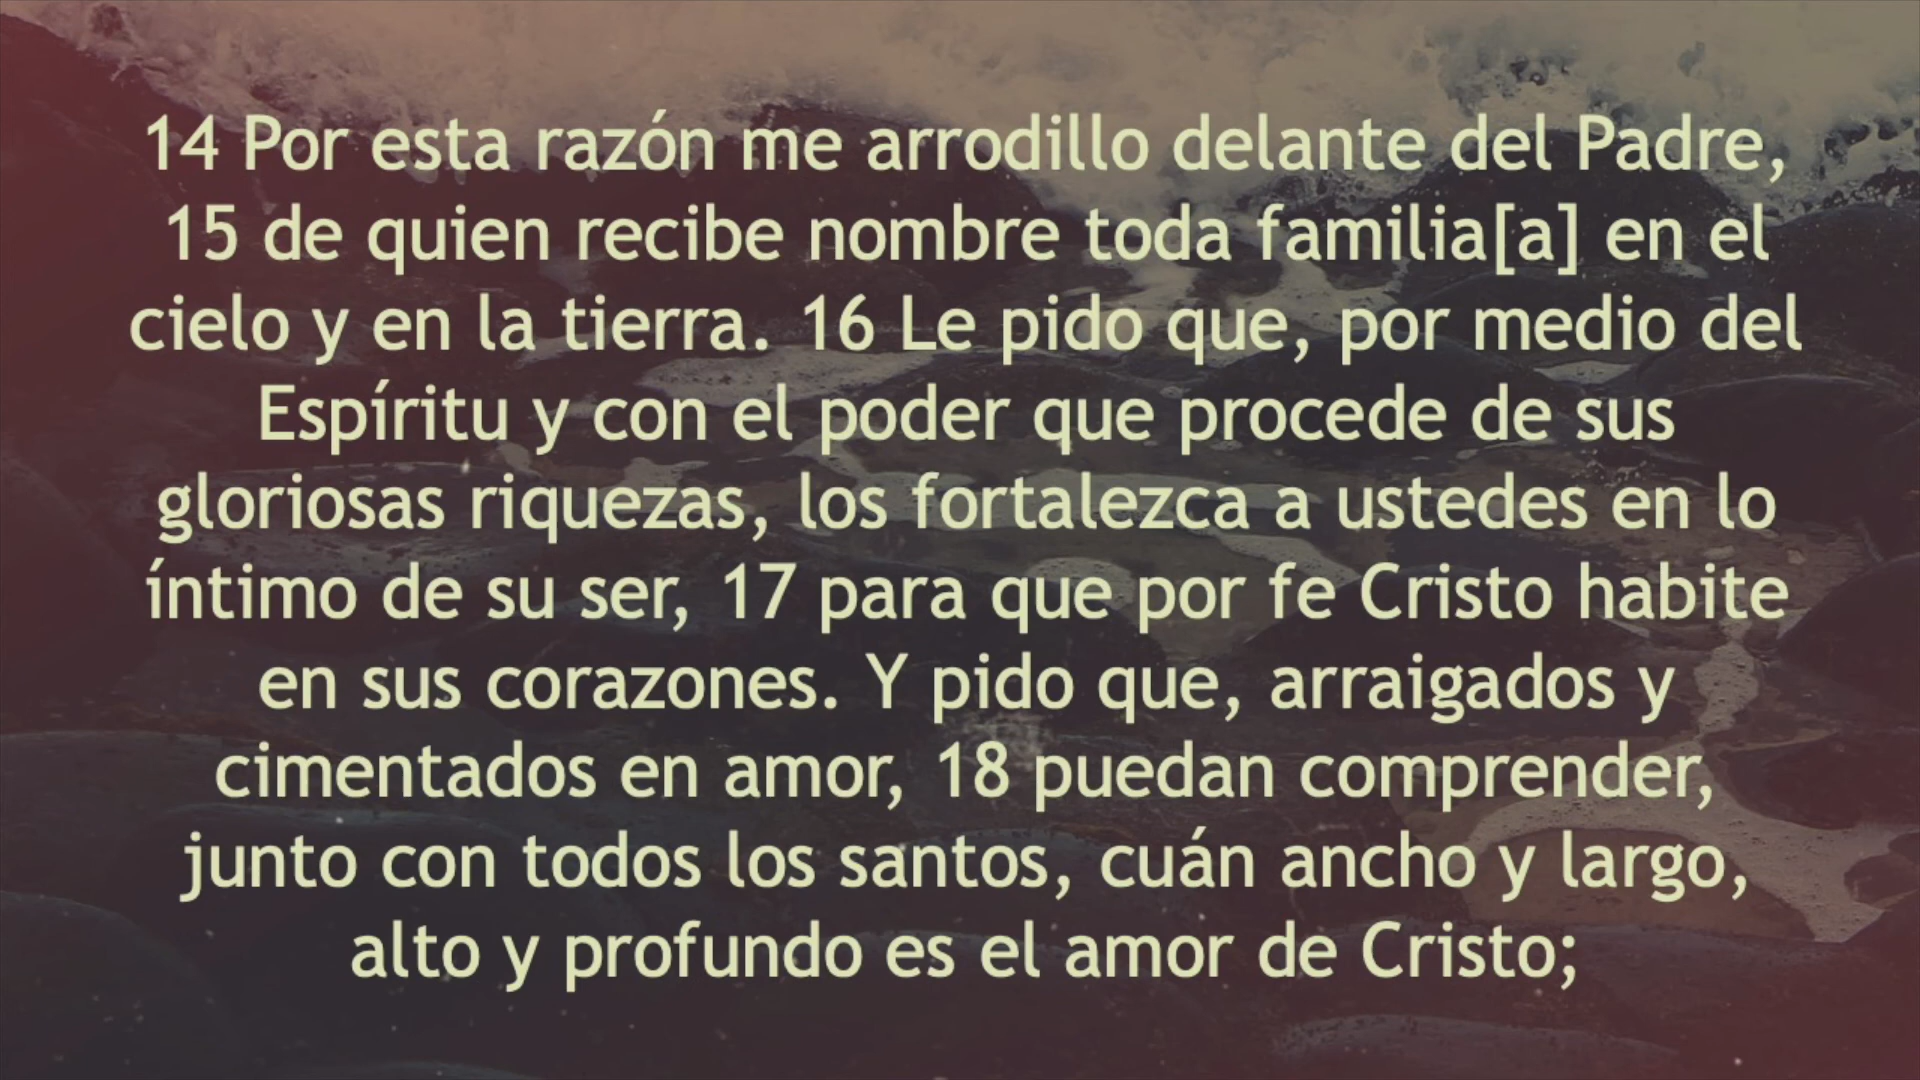 14 Por esta razón me arrodillo delante del Padre,
15 de quien recibe nombre toda familia[a] en el
cielo y en la tierra. 16 Le pido que, por medio del
Espíritu y con el poder que procede de sus
gloriosas riquezas, los fortalezca a ustedes en lo
íntimo de su ser, 17 para que por fe Cristo habite
en sus corazones. Y pido que, arraigados y
cimentados en amor, 18 puedan comprender,
junto con todos los santos, cuán ancho y largo,
alto y profundo es el amor de Cristo;